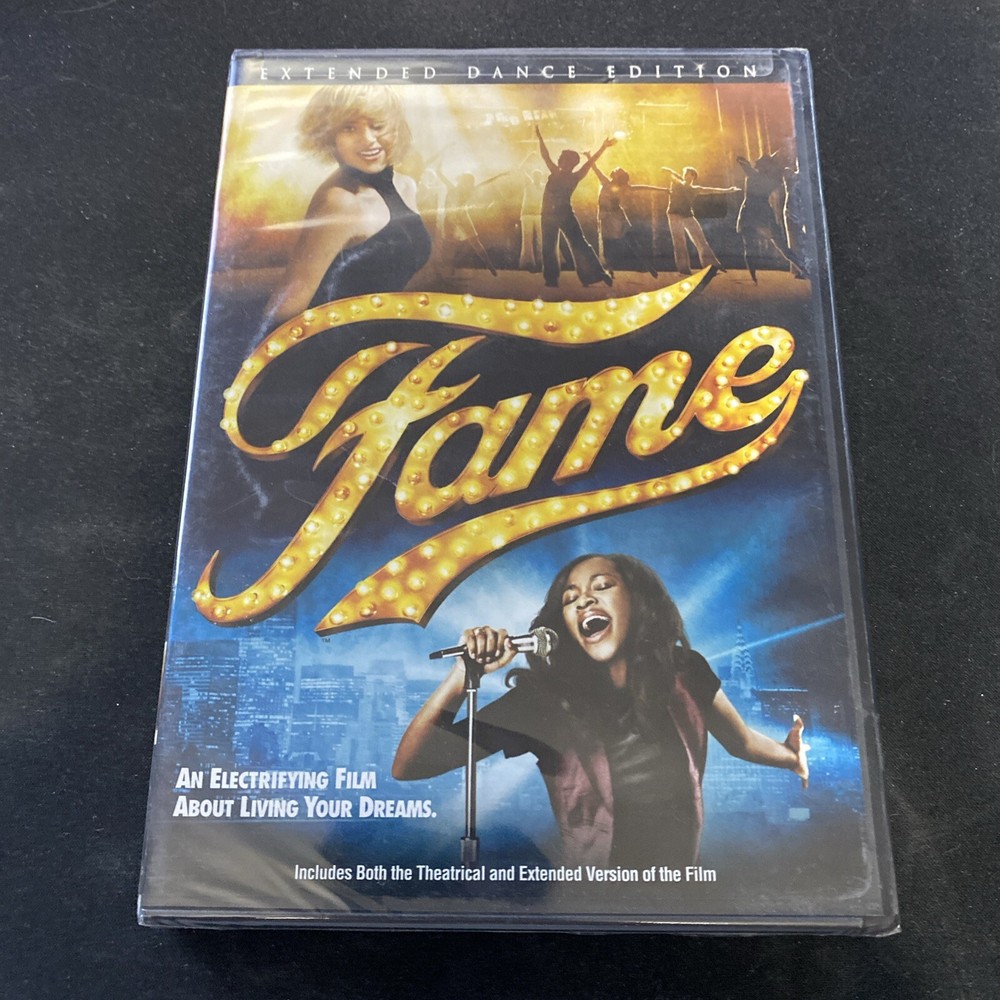 EXTENDED DANCE EDITION
Fame
TM
AN ELECTRIFYING FILM
ABOUT LIVING YOUR DREAMS.
Includes Both the Theatrical and Extended Version of the Film